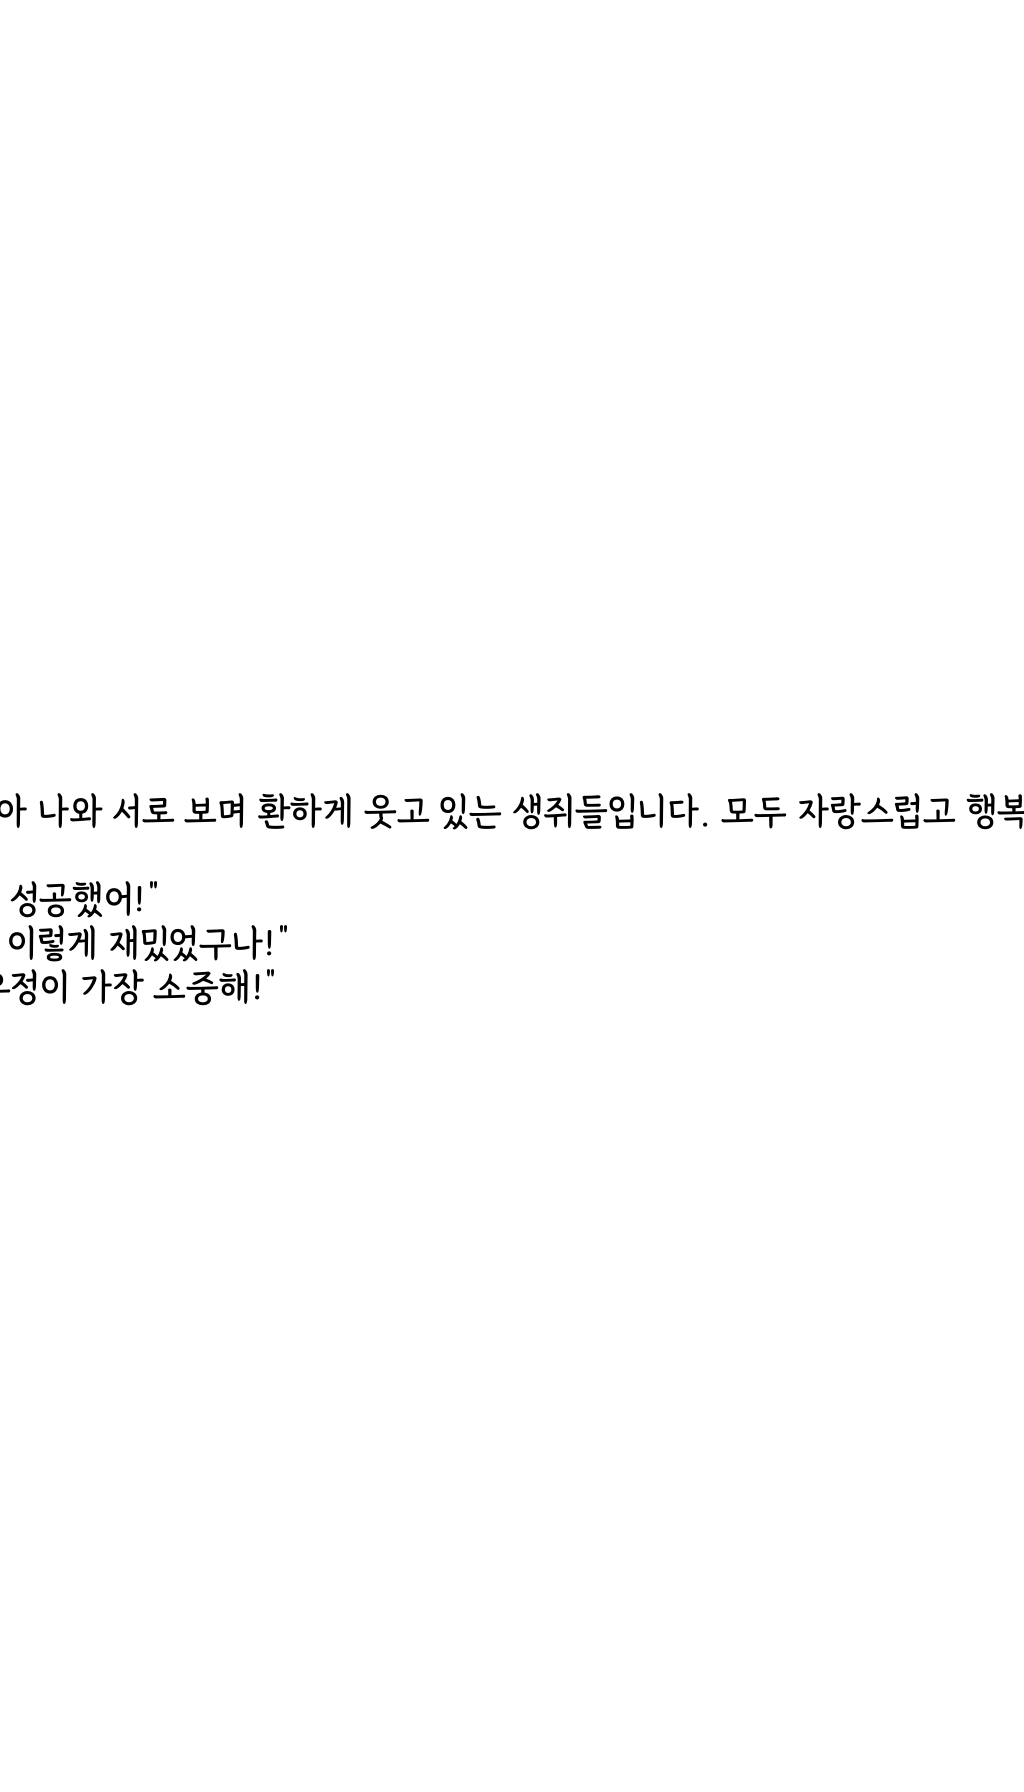 아 나와 서로 보며 환하게 웃고 있는 생쥐들입니다. 모두 자랑스럽고 행복
성공했어!"
이렇게 재밌었구나!"
우정이 가장 소중해!"